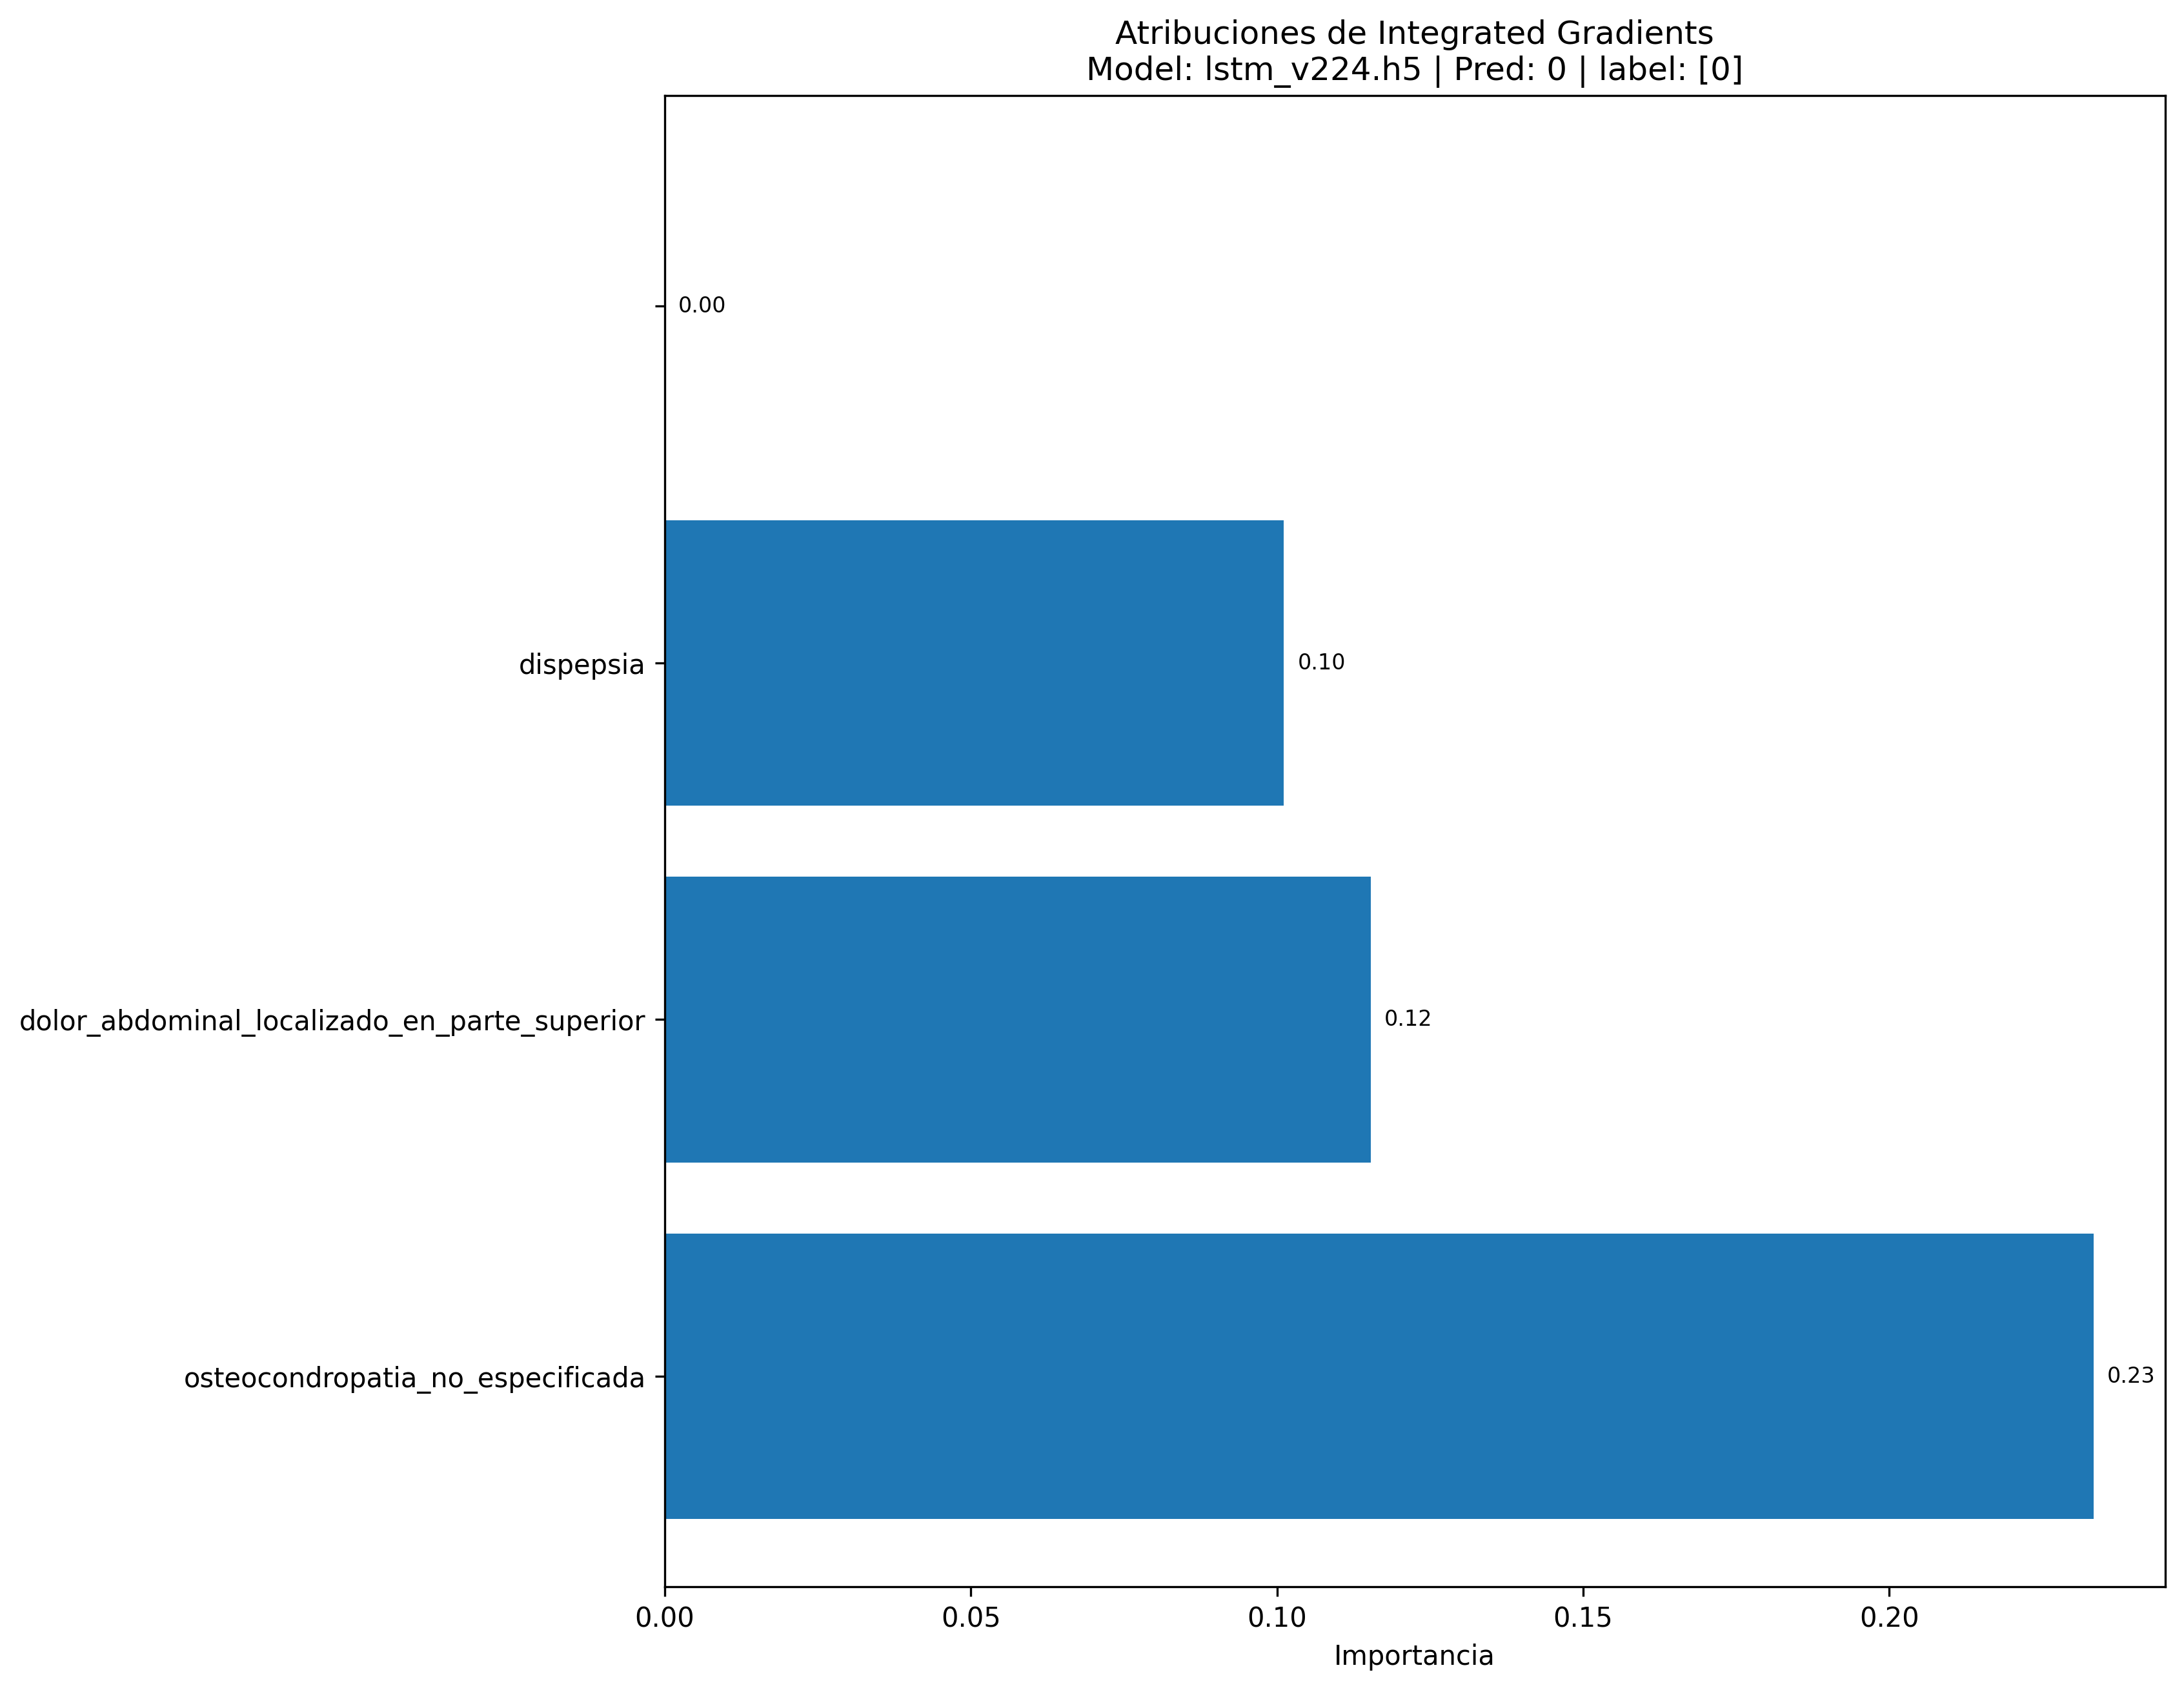 Atribuciones de Integrated Gradients
Model: lstm_v224.h5 | Pred: 0 | label: [0]
0.00
dispepsia
0.10
dolor_abdominal_localizado_en_parte_superior
0.12
osteocondropatia_no_especificada
0.23
0.00
0.05
0.10
0.15
0.20
Importancia